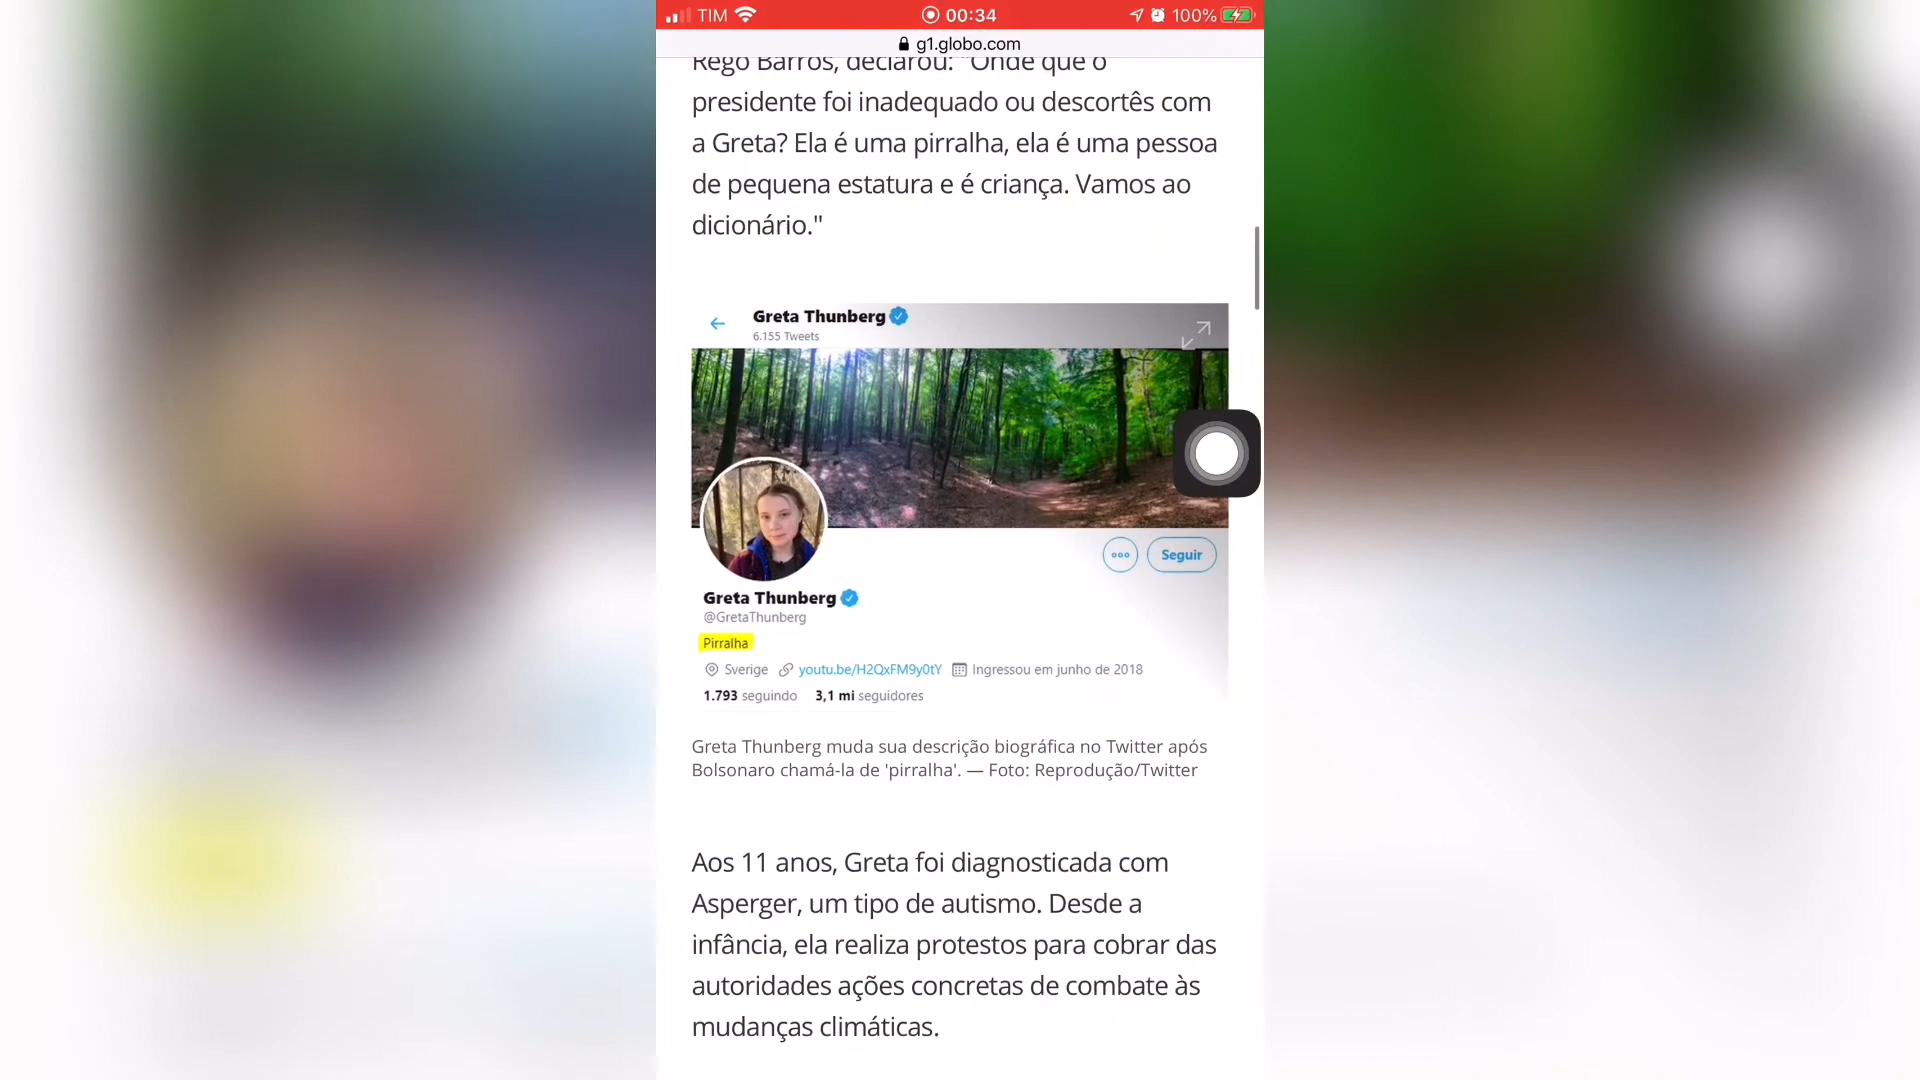 TIM 00:34 100%
g1.globo.com
Rêgo Barros, declarou: "Onde que o
presidente foi inadequado ou descortês com
a Greta? Ela é uma pirralha, ela é uma pessoa
de pequena estatura e é criança. Vamos ao
dicionário."
Greta Thunberg
6.155 Tweets
Seguir
Greta Thunberg
@GretaThunberg
Pirralha
Sverige youtu.be/H2QxFM9y0tY Ingressou em junho de 2018
1.793 seguindo 3,1 mi seguidores
Greta Thunberg muda sua descrição biográfica no Twitter após
Bolsonaro chamá-la de 'pirralha'. — Foto: Reprodução/Twitter
Aos 11 anos, Greta foi diagnosticada com
Asperger, um tipo de autismo. Desde a
infância, ela realiza protestos para cobrar das
autoridades ações concretas de combate às
mudanças climáticas.